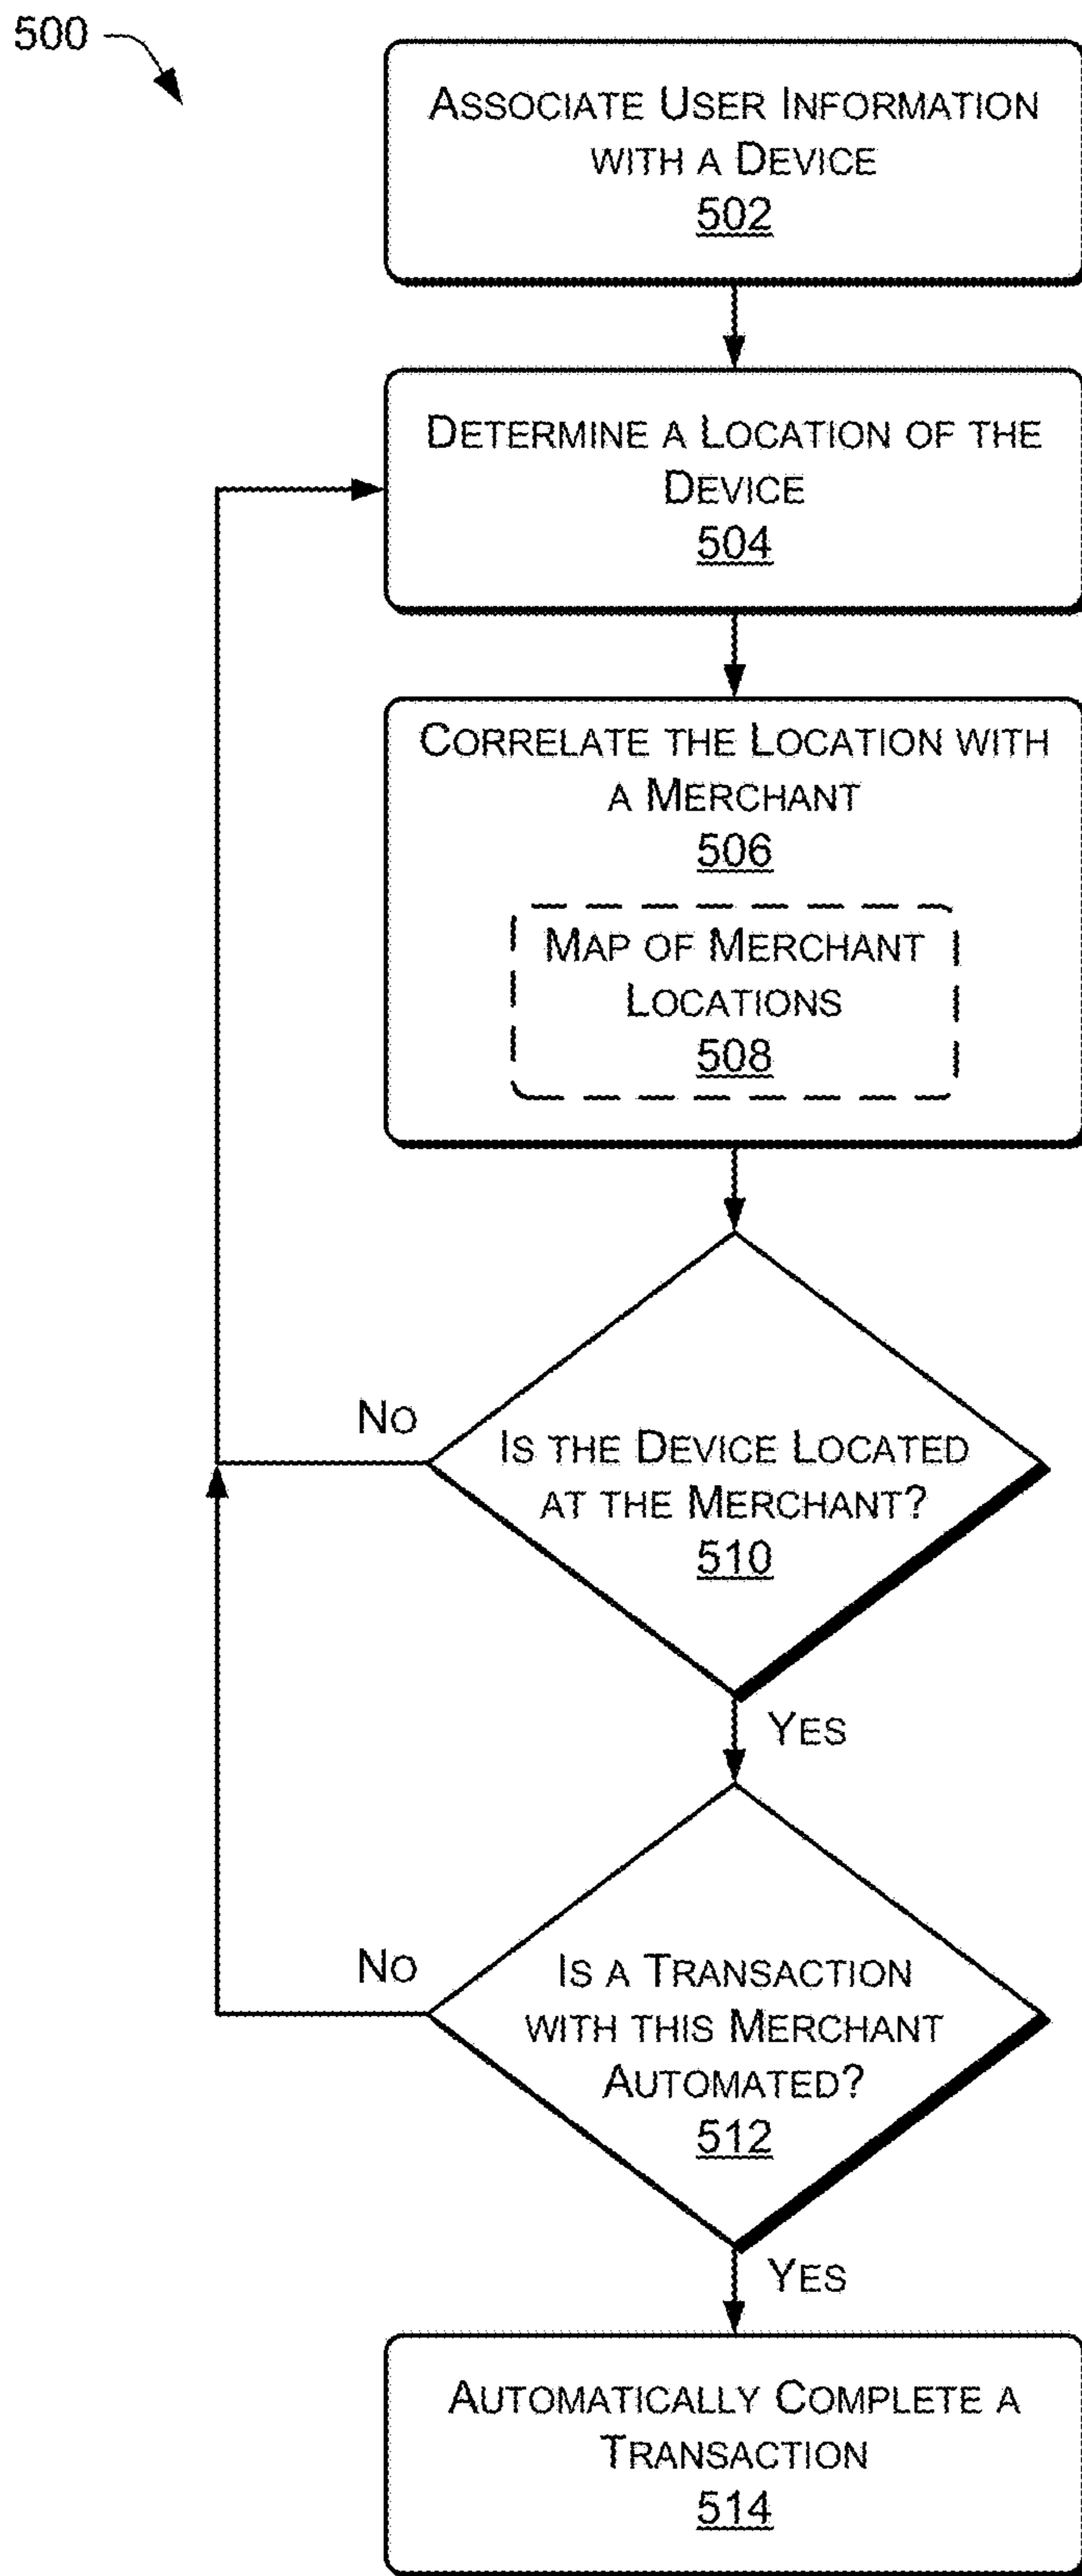 500
ASSOCIATE USER INFORMATION
WITH A DEVICE
502
DETERMINE A LOCATION OF THE
DEVICE
504
CORRELATE THE LOCATION WITH
A MERCHANT
506
MAP OF MERCHANT
LOCATIONS
508
NO
IS THE DEVICE LOCATED
AT THE MERCHANT?
510
YES
NO
IS A TRANSACTION
WITH THIS MERCHANT
AUTOMATED?
512
YES
AUTOMATICALLY COMPLETE A
TRANSACTION
514